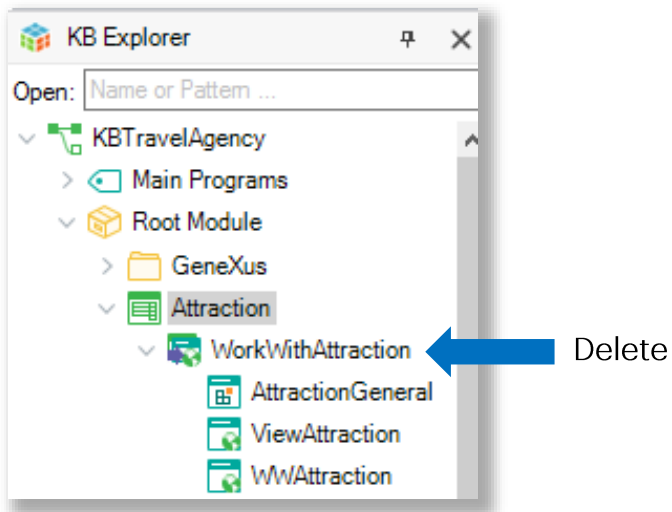 KB Explorer
Open: Name or Pattern ...
KBTravelAgency
Main Programs
Root Module
GeneXus
Attraction
WorkWithAttraction
Delete
AttractionGeneral
ViewAttraction
WWAttraction